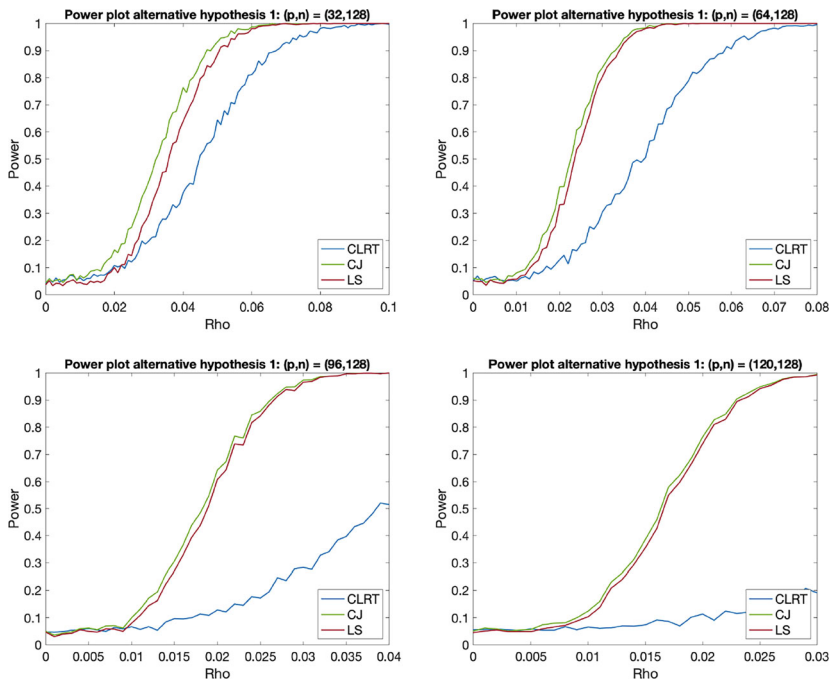 Power plot alternative hypothesis 1: (p,n) = (32,128)
1
0.9
0.8
0.7
0.6
0.5
0.4
0.3
0.2
0.1
0
Power
CLRT
CJ
LS
0 0.02 0.04 0.06 0.08 0.1
Rho
Power plot alternative hypothesis 1: (p,n) = (64,128)
1
0.9
0.8
0.7
0.6
0.5
0.4
0.3
0.2
0.1
0
Power
CLRT
CJ
LS
0 0.01 0.02 0.03 0.04 0.05 0.06 0.07 0.08
Rho
Power plot alternative hypothesis 1: (p,n) = (96,128)
1
0.9
0.8
0.7
0.6
0.5
0.4
0.3
0.2
0.1
0
Power
CLRT
CJ
LS
0 0.005 0.01 0.015 0.02 0.025 0.03 0.035 0.04
Rho
Power plot alternative hypothesis 1: (p,n) = (120,128)
1
0.9
0.8
0.7
0.6
0.5
0.4
0.3
0.2
0.1
0
Power
CLRT
CJ
LS
0 0.005 0.01 0.015 0.02 0.025 0.03
Rho